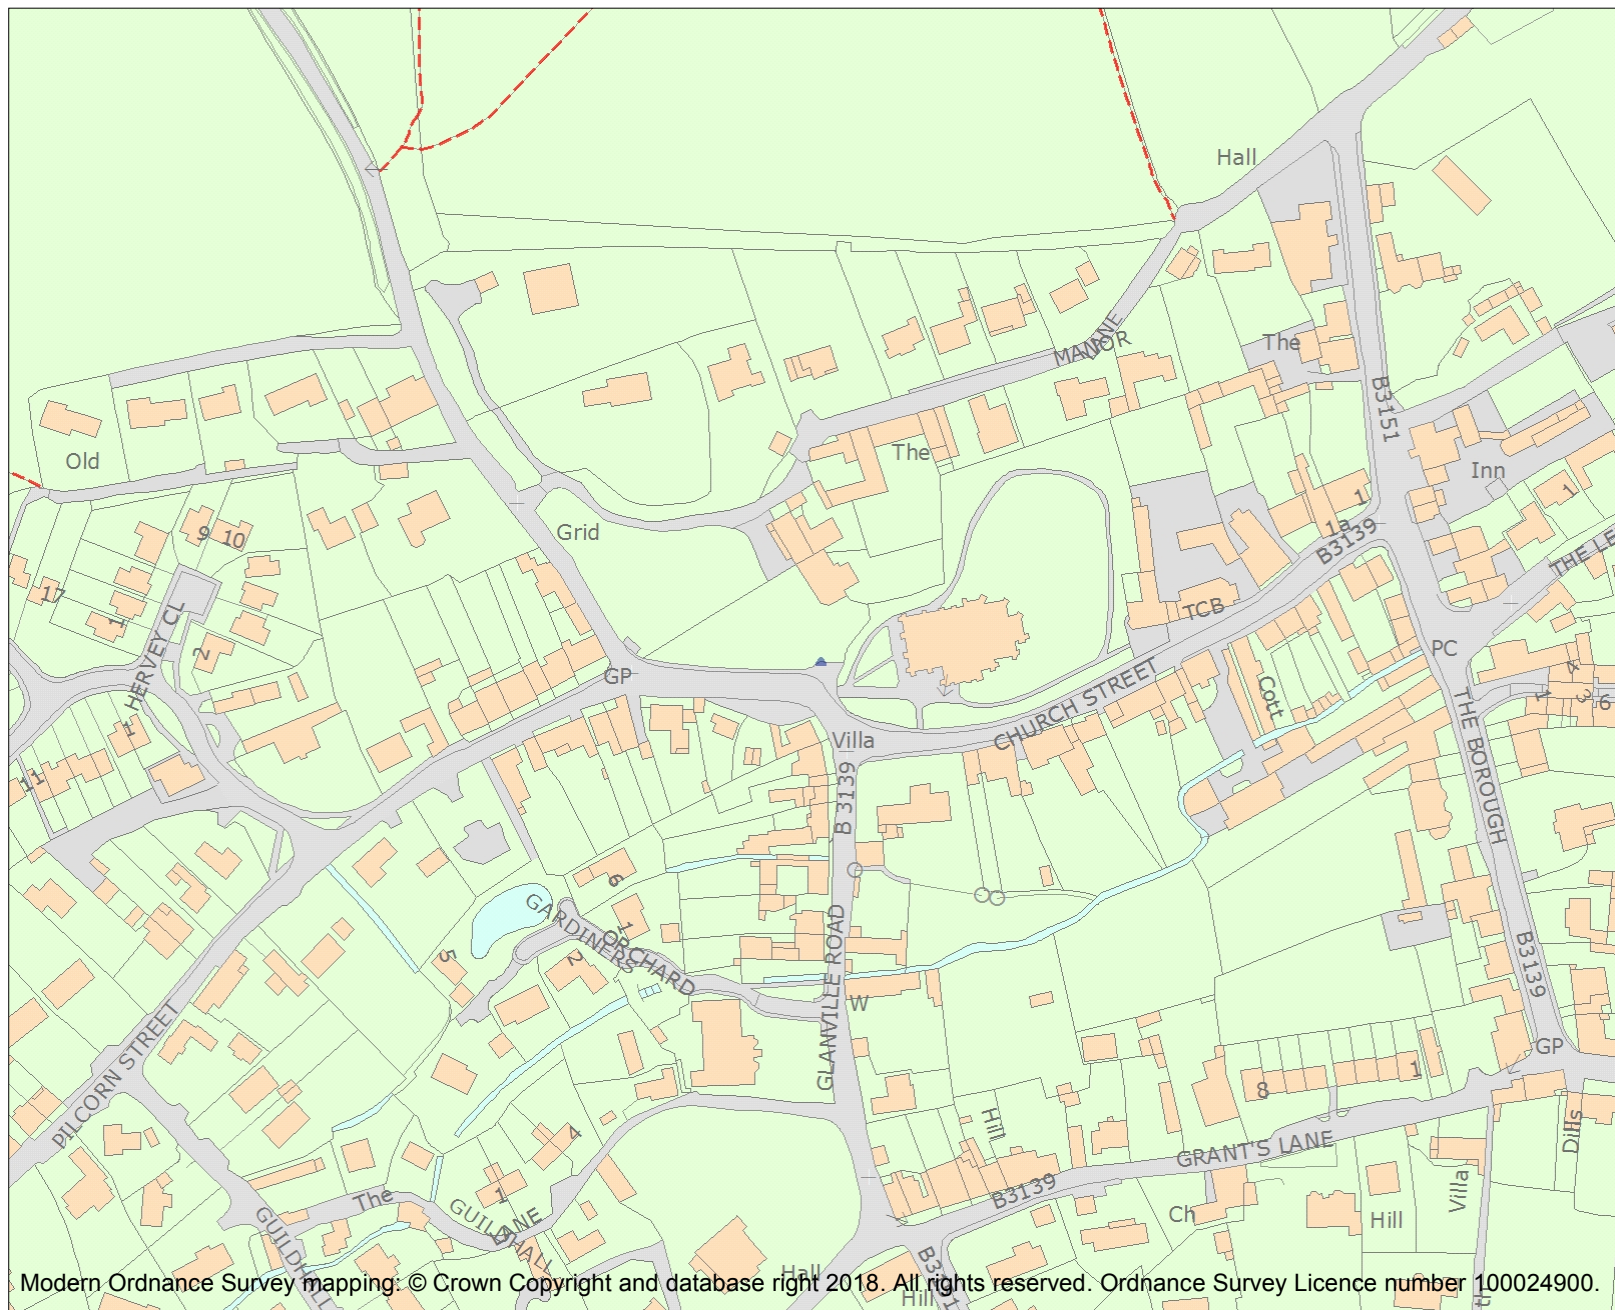 Hall
The
MANOR
LANE
B3151
Old
The
Inn
1
1
1a
B3139
9 10
Grid
THE LE
17
1
HERVEY CL
2
TCB
PC
GP
4
3
6
1
Cott
CHURCH STREET
THE BOROUGH
1
Villa
11
B 3139
6
GARDINERS
ORCHARD
1
2
5
GLANVILLE ROAD
W
B3139
PILCORN STREET
GP
8
1
Hill
4
GRANT'S LANE
Dills
The
1
GUILDHALL
LANE
B3139
Ch
Villa
Hill
Hall
Hill
Modern Ordnance Survey mapping: © Crown Copyright and database right 2018. All rights reserved. Ordnance Survey Licence number 100024900.